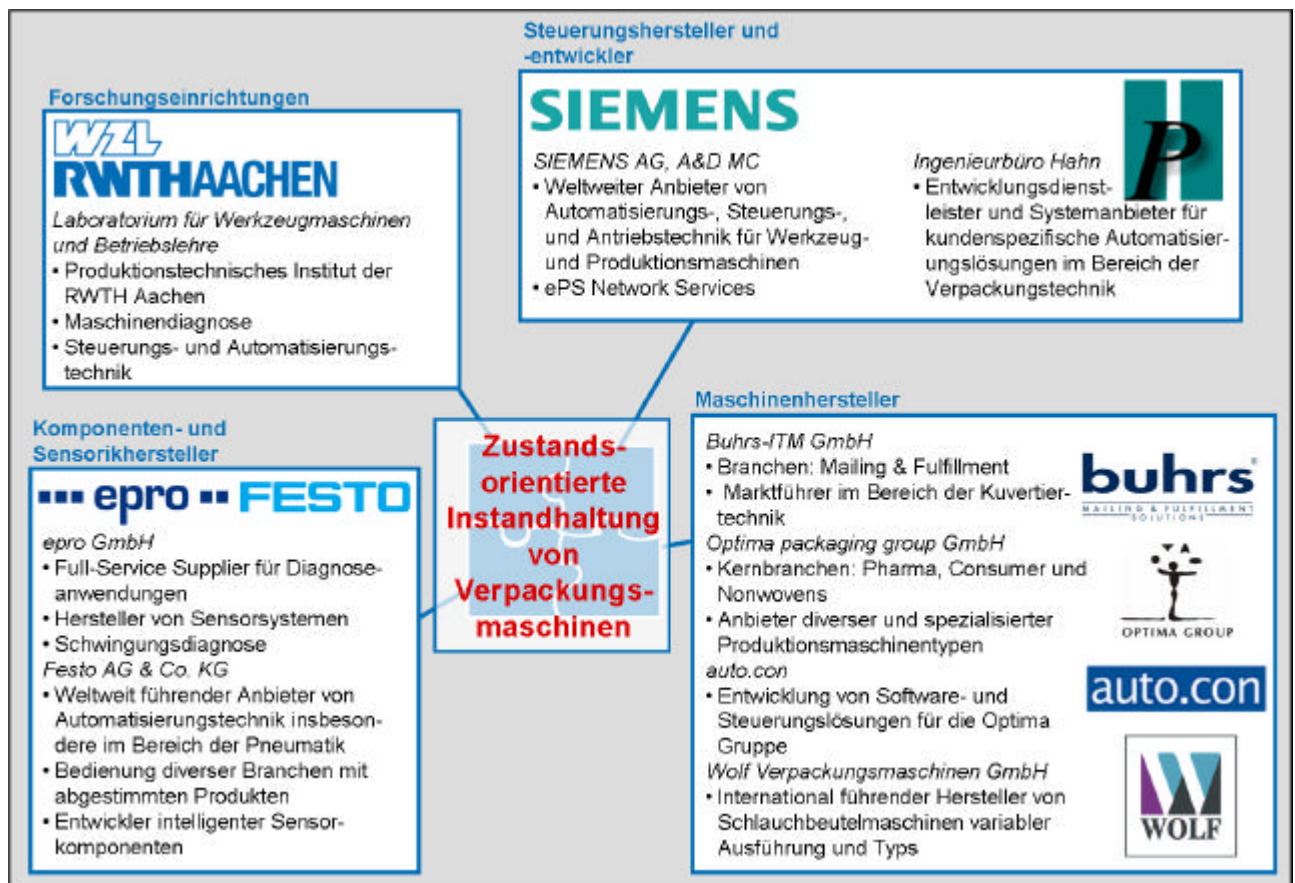 Forschungseinrichtungen
WZL
RWTHAACHEN
Laboratorium für Werkzeugmaschinen
und Betriebslehre
• Produktionstechnisches Institut der
RWTH Aachen
• Maschinendiagnose
• Steuerungs- und Automatisierungs-
technik
Steuerungshersteller und
-entwickler
SIEMENS
SIEMENS AG, A&D MC
• Weltweiter Anbieter von
Automatisierungs-, Steuerungs-,
und Antriebstechnik für Werkzeug-
und Produktionsmaschinen
• ePS Network Services
HP
Ingenieurbüro Hahn
• Entwicklungsdienst-
leister und Systemanbieter für
kundenspezifische Automatisier-
ungslösungen im Bereich der
Verpackungstechnik
Komponenten- und
Sensorikhersteller
epro FESTO
epro GmbH
• Full-Service Supplier für Diagnose-
anwendungen
• Hersteller von Sensorsystemen
• Schwingungsdiagnose
Festo AG & Co. KG
• Weltweit führender Anbieter von
Automatisierungstechnik insbeson-
dere im Bereich der Pneumatik
• Bedienung diverser Branchen mit
abgestimmten Produkten
• Entwickler intelligenter Sensor-
komponenten
Zustands-
orientierte
Instandhaltung
von
Verpackungs-
maschinen
Maschinenhersteller
Buhrs-ITM GmbH
• Branchen: Mailing & Fulfillment
• Marktführer im Bereich der Kuvertier-
technik
Optima packaging group GmbH
• Kernbranchen: Pharma, Consumer und
Nonwovens
• Anbieter diverser und spezialisierter
Produktionsmaschinentypen
auto.con
• Entwicklung von Software- und
Steuerungslösungen für die Optima
Gruppe
Wolf Verpackungsmaschinen GmbH
• International führender Hersteller von
Schlauchbeutelmaschinen variabler
Ausführung und Typs
buhrs
MAILING & FULFILLMENT
SOLUTIONS
OPTIMA GROUP
auto.con
WOLF